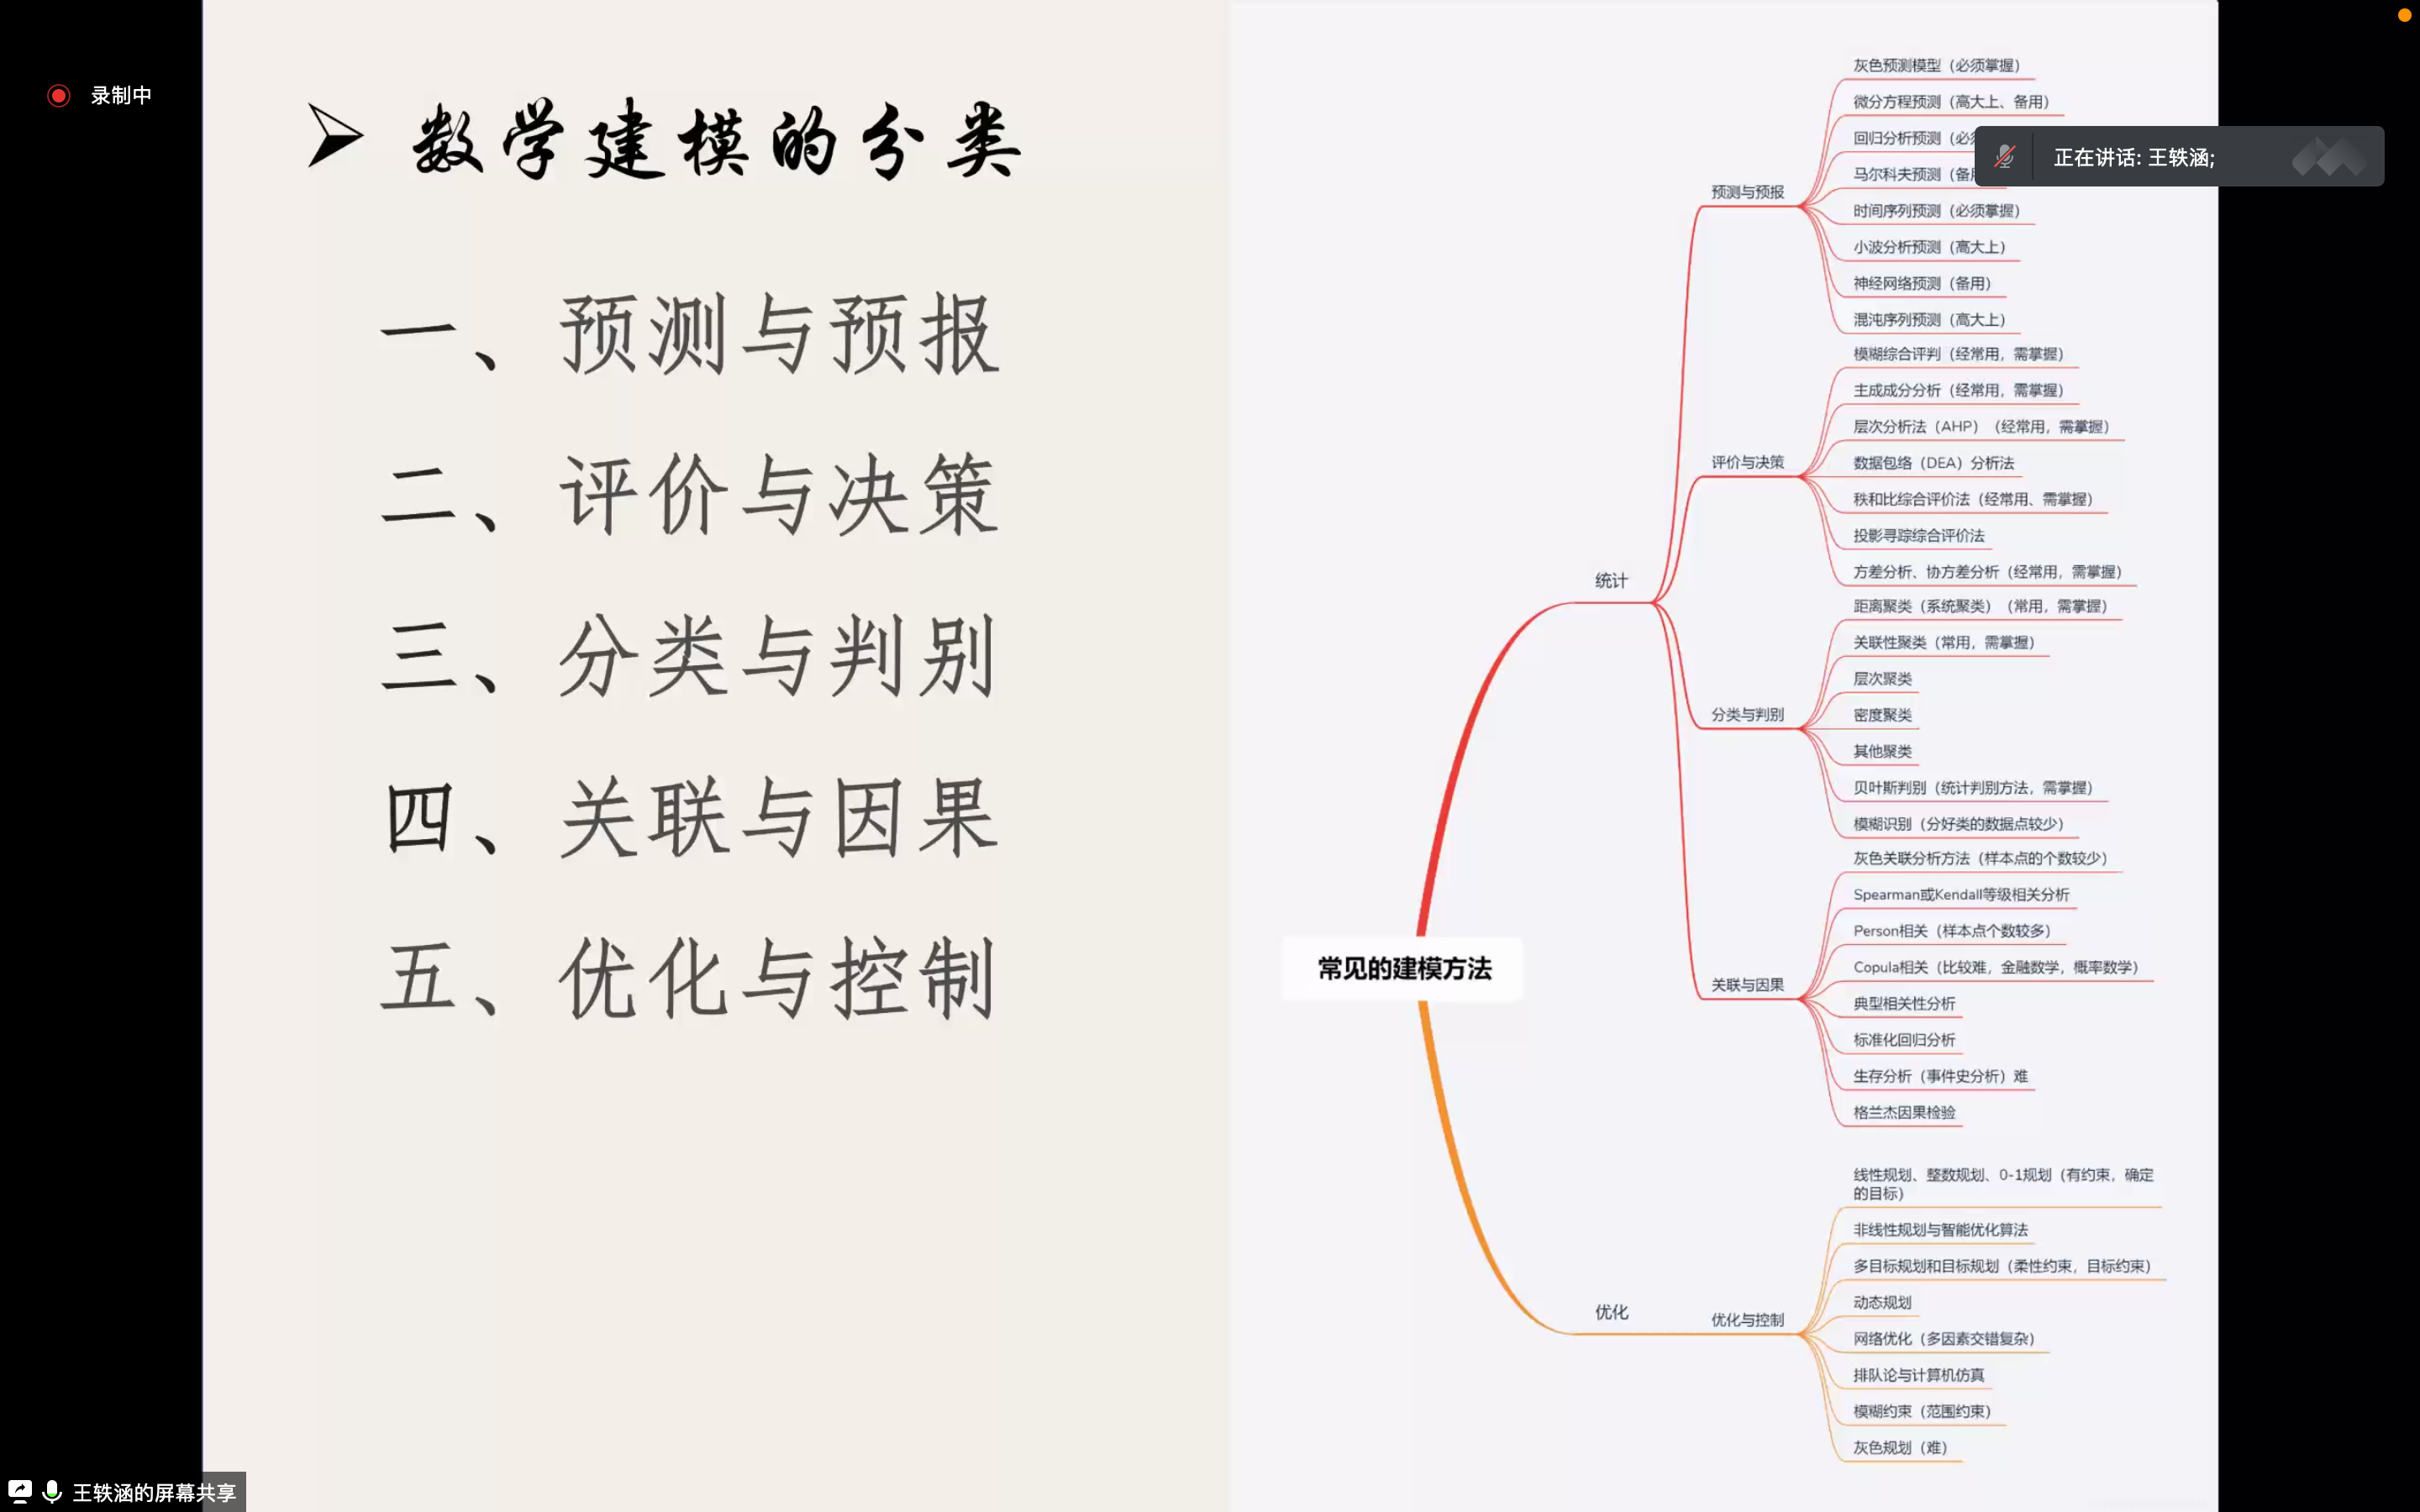 录制中
数学建模的分类
一、预测与预报
二、评价与决策
三、分类与判别
四、关联与因果
五、优化与控制
常见的建模方法
统计
预测与预报
灰色预测模型（必须掌握）
微分方程预测（高大上、备用）
回归分析预测（必
马尔科夫预测（备
时间序列预测（必须掌握）
小波分析预测（高大上）
神经网络预测（备用）
混沌序列预测（高大上）
评价与决策
模糊综合评判（经常用，需掌握）
主成成分分析（经常用，需掌握）
层次分析法（AHP）（经常用，需掌握）
数据包络（DEA）分析法
秩和比综合评价法（经常用、需掌握）
投影寻踪综合评价法
方差分析、协方差分析（经常用，需掌握）
分类与判别
距离聚类（系统聚类）（常用，需掌握）
关联性聚类（常用，需掌握）
层次聚类
密度聚类
其他聚类
贝叶斯判别（统计判别方法，需掌握）
模糊识别（分好类的数据点较少）
关联与因果
灰色关联分析方法（样本点的个数较少）
Spearman或Kendall等级相关分析
Person相关（样本点个数较多）
Copula相关（比较难，金融数学，概率数学）
典型相关性分析
标准化回归分析
生存分析（事件史分析）难
格兰杰因果检验
优化
优化与控制
线性规划、整数规划、0-1规划（有约束，确定
的目标）
非线性规划与智能优化算法
多目标规划和目标规划（柔性约束，目标约束）
动态规划
网络优化（多因素交错复杂）
排队论与计算机仿真
模糊约束（范围约束）
灰色规划（难）
正在讲话: 王轶涵;
王轶涵的屏幕共享